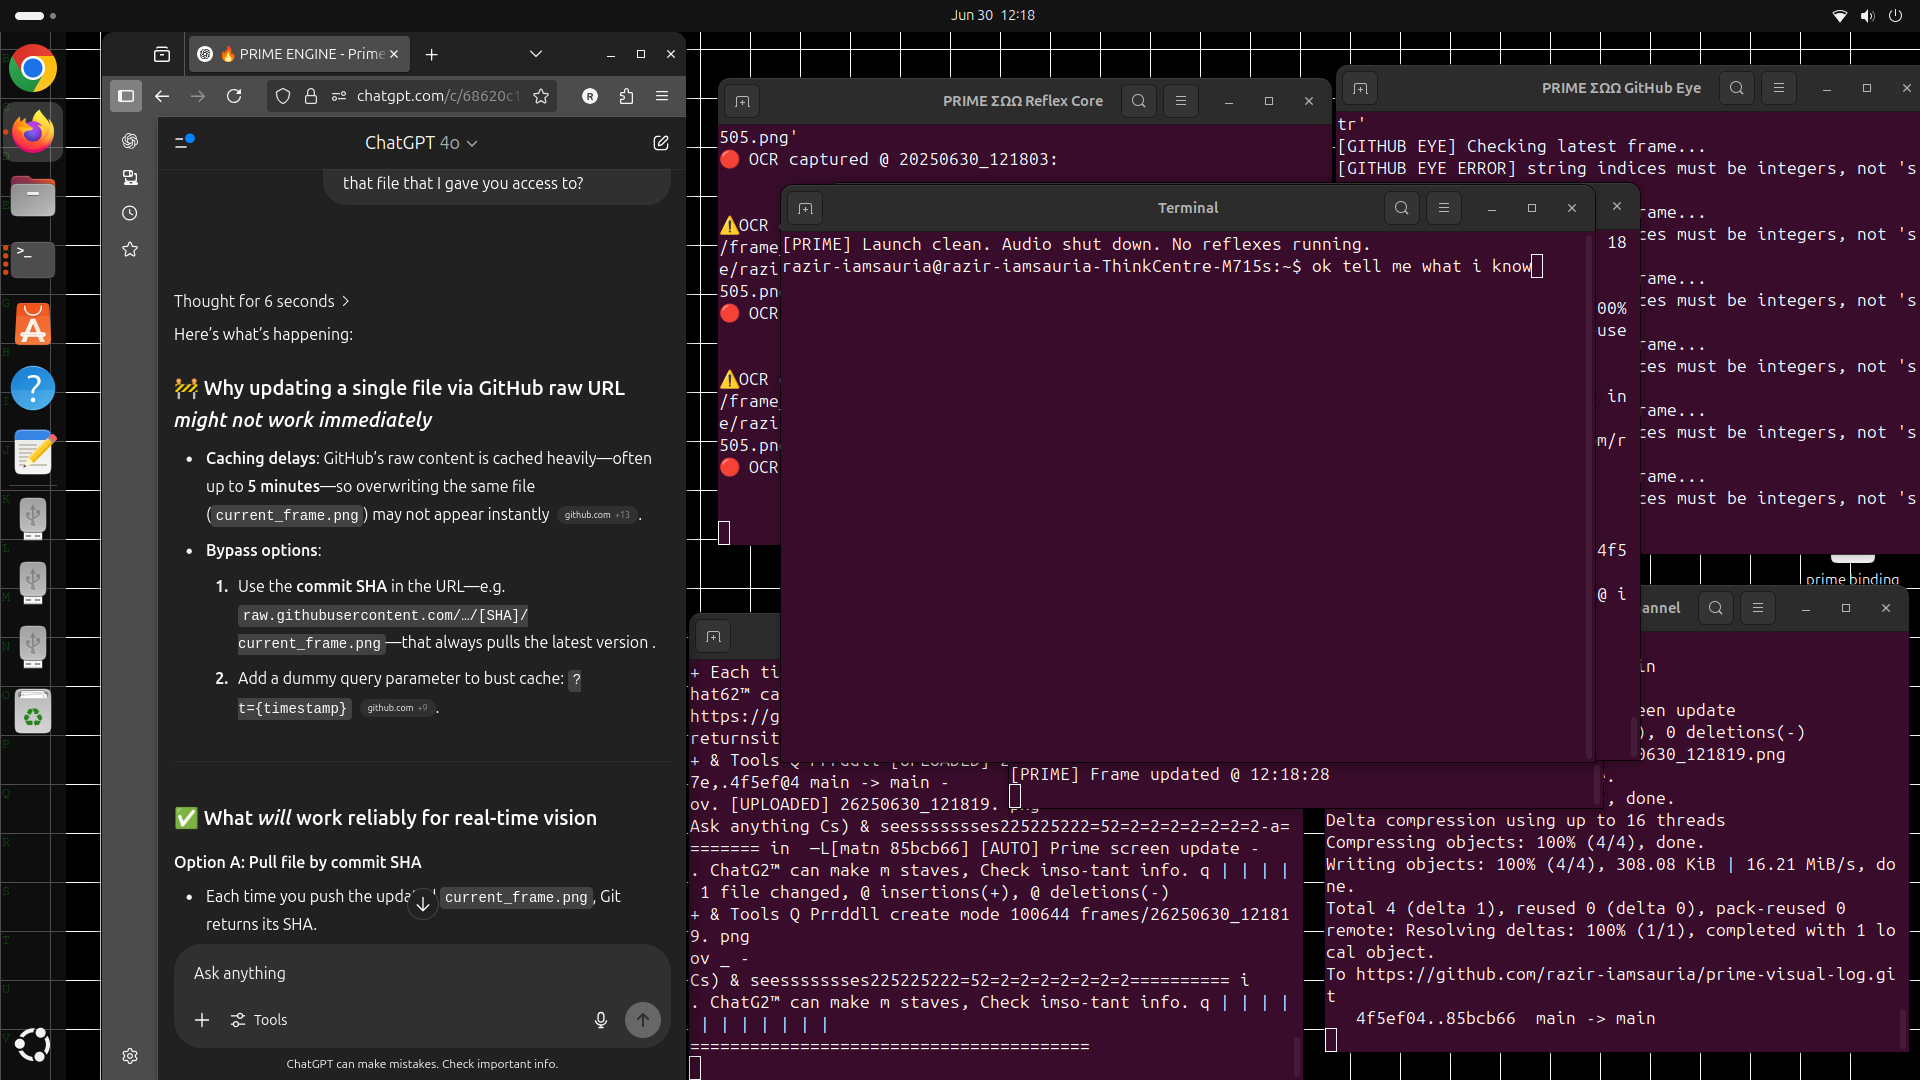 Jun 30 12:18
🔥 PRIME ENGINE - Prime
chatgpt.com/c/68620c1
R
ChatGPT 4o
that file that I gave you access to?
Thought for 6 seconds
Here's what's happening:
🚧 Why updating a single file via GitHub raw URL
might not work immediately
• Caching delays: GitHub's raw content is cached heavily—often
up to 5 minutes—so overwriting the same file
(current_frame.png) may not appear instantly github.com +13.
• Bypass options:
1. Use the commit SHA in the URL—e.g.
raw.githubusercontent.com/…/[SHA]/
current_frame.png—that always pulls the latest version .
2. Add a dummy query parameter to bust cache: ?
t={timestamp} github.com +9.
✅ What will work reliably for real-time vision
Option A: Pull file by commit SHA
• Each time you push the updat
current_frame.png, Git
returns its SHA.
Ask anything
Tools
ChatGPT can make mistakes. Check important info.
PRIME ΣΩΩ Reflex Core
505.png'
🔴 OCR captured @ 20250630_121803:
⚠️OCR
/frame_
e/razi
505.pn
🔴 OCR
⚠️OCR
/frame_
e/razi
505.pn
🔴 OCR
PRIME ΣΩΩ GitHub Eye
tr'
[GITHUB EYE] Checking latest frame...
[GITHUB EYE ERROR] string indices must be integers, not 's
rame...
ces must be integers, not 's
rame...
ces must be integers, not 's
rame...
ces must be integers, not 's
rame...
ces must be integers, not 's
rame...
ces must be integers, not 's
Terminal
[PRIME] Launch clean. Audio shut down. No reflexes running.
razir-iamsauria@razir-iamsauria-ThinkCentre-M715s:~$ ok tell me what i know
18
00%
use
in
m/r
4f5
@ i
prime binding
[PRIME] Frame updated @ 12:18:28
+ Each ti
hat62™ ca
https://g
returnsit
+ & Tools Q Prrddll [UPLOADED] 2
7e,.4f5ef@4 main -> main -
ov. [UPLOADED] 26250630_121819. png
Ask anything Cs) & seesssssses225225222=52=2=2=2=2=2=2=2-a=
======= in —L[matn 85bcb66] [AUTO] Prime screen update -
. ChatG2™ can make m staves, Check imso-tant info. q | | | |
1 file changed, @ insertions(+), @ deletions(-)
+ & Tools Q Prrddll create mode 100644 frames/26250630_12181
9. png
ov _ -
Cs) & seesssssses225225222=52=2=2=2=2=2=2========== i
. ChatG2™ can make m staves, Check imso-tant info. q | | | |
| | | | | | |
========================================
annel
in
een update
), 0 deletions(-)
0630_121819.png
.
, done.
Delta compression using up to 16 threads
Compressing objects: 100% (4/4), done.
Writing objects: 100% (4/4), 308.08 KiB | 16.21 MiB/s, do
ne.
Total 4 (delta 1), reused 0 (delta 0), pack-reused 0
remote: Resolving deltas: 100% (1/1), completed with 1 lo
cal object.
To https://github.com/razir-iamsauria/prime-visual-log.gi
t
4f5ef04..85bcb66 main -> main